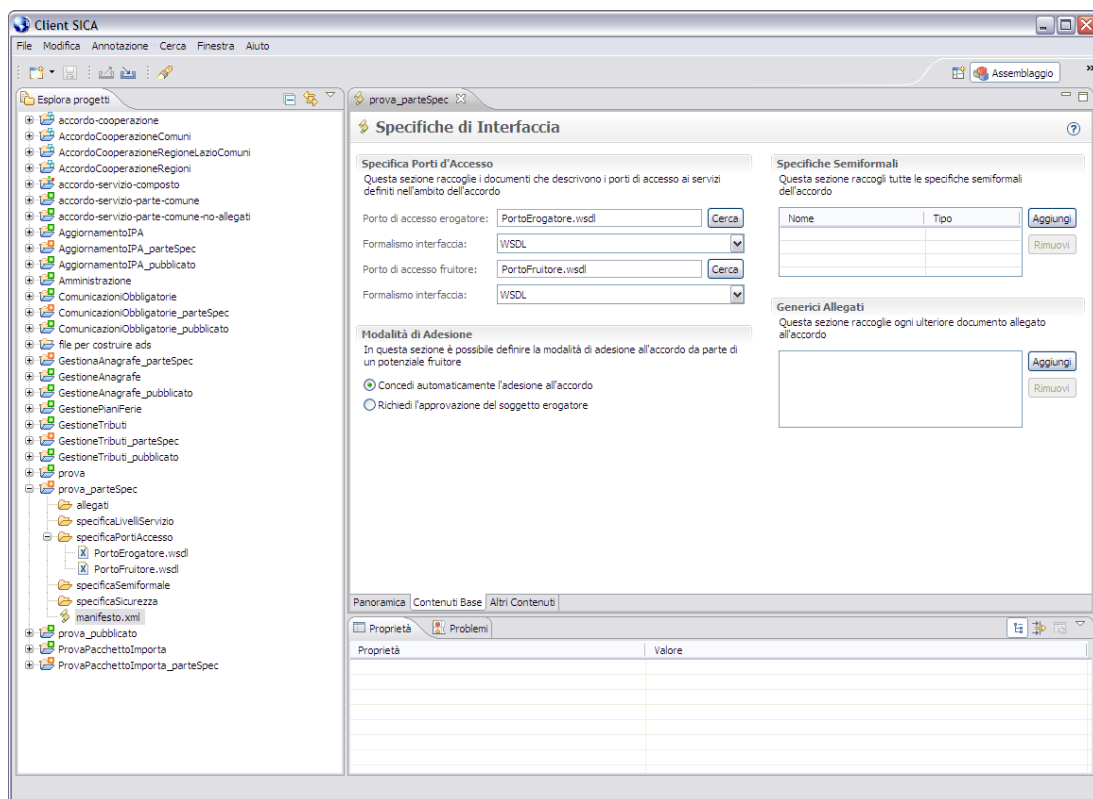 Client SICA
File Modifica Annotazione Cerca Finestra Aiuto
Assemblaggio
Esplora progetti
accordo-cooperazione
AccordoCooperazioneComuni
AccordoCooperazioneRegioneLazioComuni
AccordoCooperazioneRegioni
accordo-servizio-composto
accordo-servizio-parte-comune
accordo-servizio-parte-comune-no-allegati
AggiornamentoIPA
AggiornamentoIPA_parteSpec
AggiornamentoIPA_pubblicato
Amministrazione
ComunicazioniObbligatorie
ComunicazioniObbligatorie_parteSpec
ComunicazioniObbligatorie_pubblicato
file per costruire ads
GestionaAnagrafe_parteSpec
GestioneAnagrafe
GestioneAnagrafe_pubblicato
GestionePianiFerie
GestioneTributi
GestioneTributi_parteSpec
GestioneTributi_pubblicato
prova
prova_parteSpec
allegati
specificaLivelliServizio
specificaPortiAccesso
PortoErogatore.wsdl
PortoFruitore.wsdl
specificaSemiformale
specificaSicurezza
manifesto.xml
prova_pubblicato
ProvaPacchettoImporta
ProvaPacchettoImporta_parteSpec
prova_parteSpec
Specifiche di Interfaccia
Specifica Porti d'Accesso
Questa sezione raccoglie i documenti che descrivono i porti di accesso ai servizi
definiti nell'ambito dell'accordo
Porto di accesso erogatore: PortoErogatore.wsdl Cerca
Formalismo interfaccia: WSDL
Porto di accesso fruitore: PortoFruitore.wsdl Cerca
Formalismo interfaccia: WSDL
Modalità di Adesione
In questa sezione è possibile definire la modalità di adesione all'accordo da parte di
un potenziale fruitore
Concedi automaticamente l'adesione all'accordo
Richiedi l'approvazione del soggetto erogatore
Specifiche Semiformali
Questa sezione raccogli tutte le specifiche semiformali
dell'accordo
Nome Tipo Aggiungi
Rimuovi
Generici Allegati
Questa sezione raccoglie ogni ulteriore documento allegato
all'accordo
Aggiungi
Rimuovi
Panoramica Contenuti Base Altri Contenuti
Proprietà Problemi
Proprietà Valore